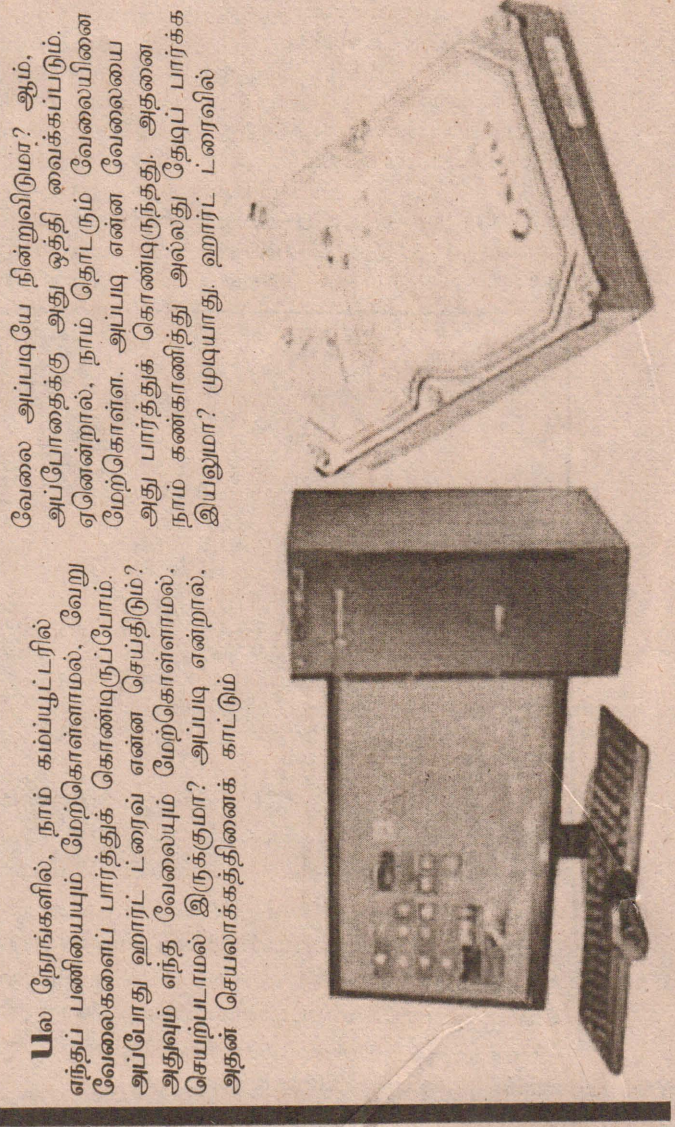 பல நேரங்களில், நாம் கம்ப்யூட்டரில்
எந்தப் பணியையும் மேற்கொள்ளாமல், வேறு
வேலைகளைப் பார்த்துக் கொண்டிருப்போம்.
அப்போது ஹார்ட் ட்ரைவ் என்ன செய்திடும்?
அதுவும் எந்த வேலையும் மேற்கொள்ளாமல்,
செயற்படாமல் இருக்குமா? அப்படி என்றால்,
அதன் செயலாக்கத்தினைக் காட்டும்
வேலை அப்படியே நின்றுவிடுமா? ஆம்,
அப்போதைக்கு அது ஒத்தி வைக்கப்படும்.
ஏனென்றால், நாம் தொடரும் வேலையினை
மேற்கொள்ள. அப்படி என்ன வேலையை
அது பார்த்துக் கொண்டிருந்தது. அதனை
நாம் கண்காணித்து அல்லது தேடிப் பார்க்க
இயலுமா? முடியாது. ஹார்ட் ட்ரைவில்